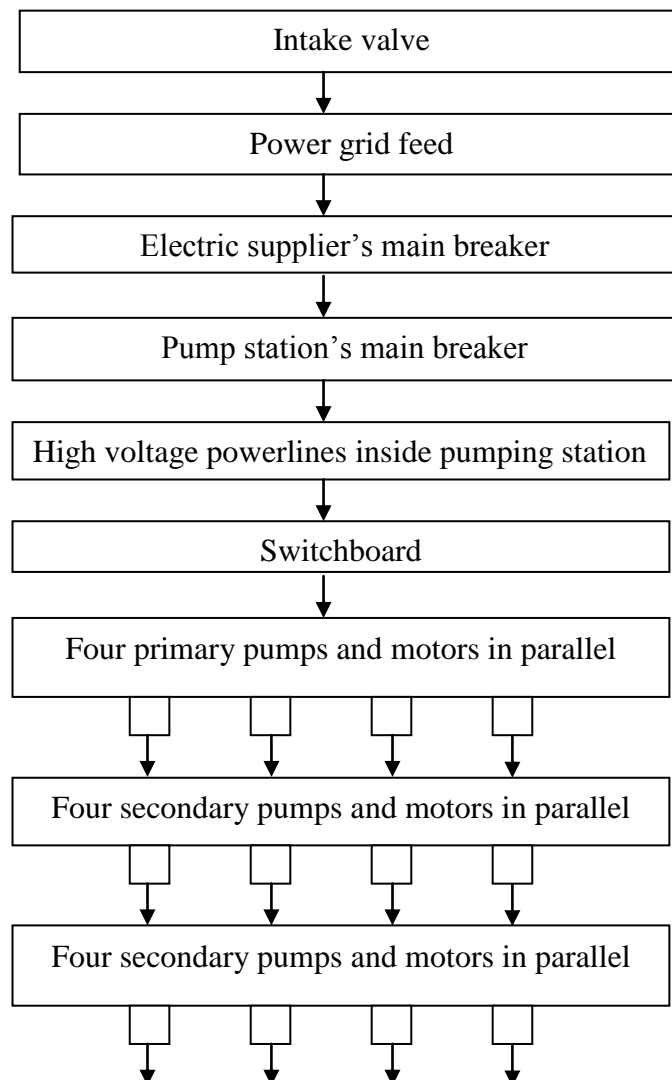 Intake valve
Power grid feed
Electric supplier’s main breaker
Pump station’s main breaker
High voltage powerlines inside pumping station
Switchboard
Four primary pumps and motors in parallel
Four secondary pumps and motors in parallel
Four secondary pumps and motors in parallel